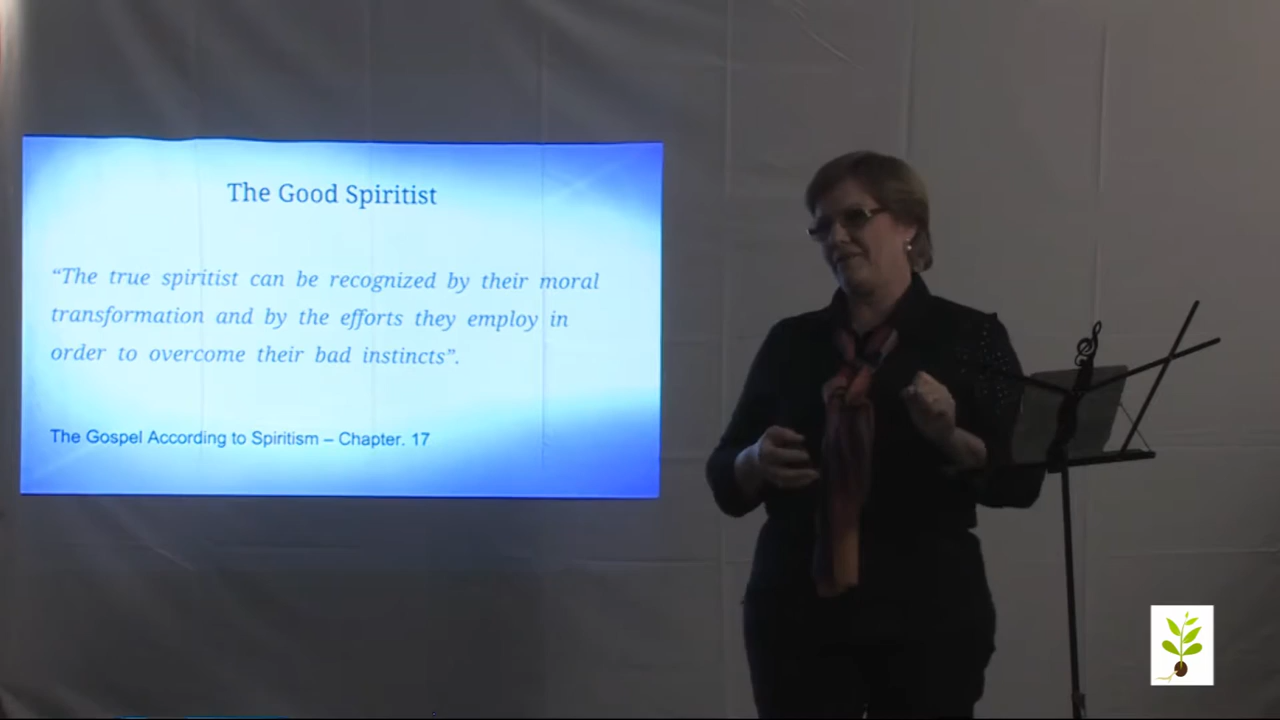 The Good Spiritist
“The true spiritist can be recognized by their moral
transformation and by the efforts they employ in
order to overcome their bad instincts”.
The Gospel According to Spiritism – Chapter. 17